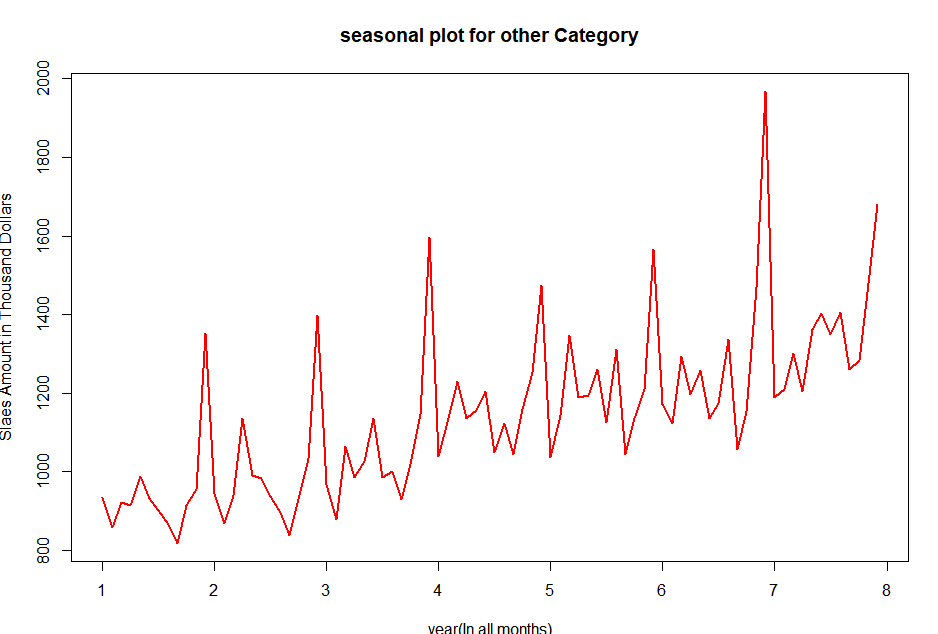 seasonal plot for other Category
Slaes Amount in Thousand Dollars
2000
1800
1600
1400
1200
1000
800
1 2 3 4 5 6 7 8
year(In all months)